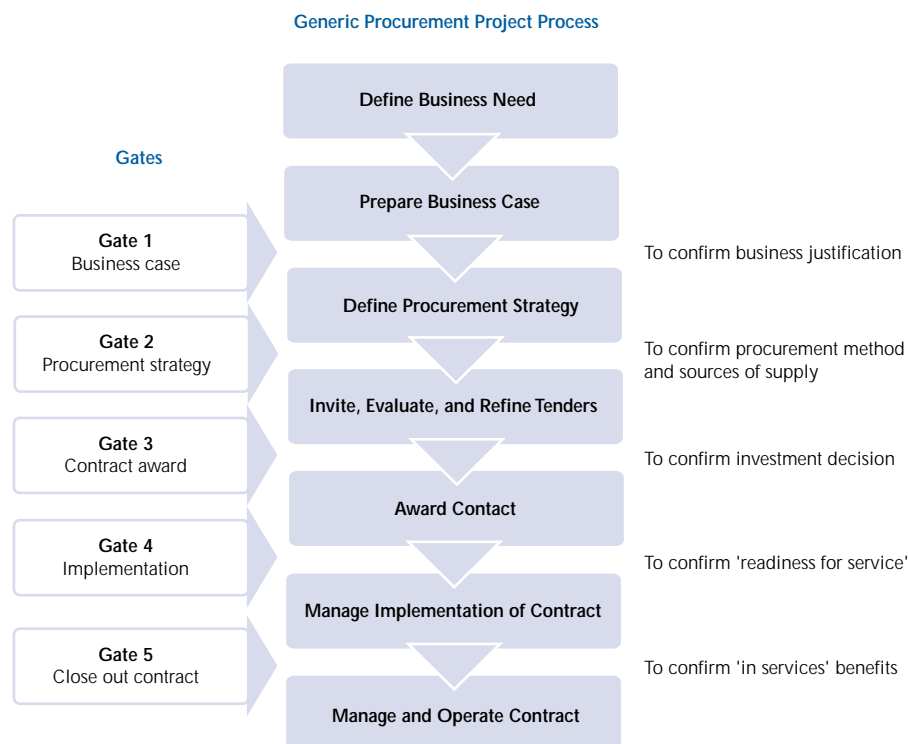 Generic Procurement Project Process
Define Business Need
Gates
Prepare Business Case
Gate 1
Business case
To confirm business justification
Define Procurement Strategy
Gate 2
Procurement strategy
To confirm procurement method
and sources of supply
Invite, Evaluate, and Refine Tenders
Gate 3
Contract award
To confirm investment decision
Award Contact
Gate 4
Implementation
To confirm 'readiness for service'
Manage Implementation of Contract
Gate 5
Close out contract
To confirm 'in services' benefits
Manage and Operate Contract